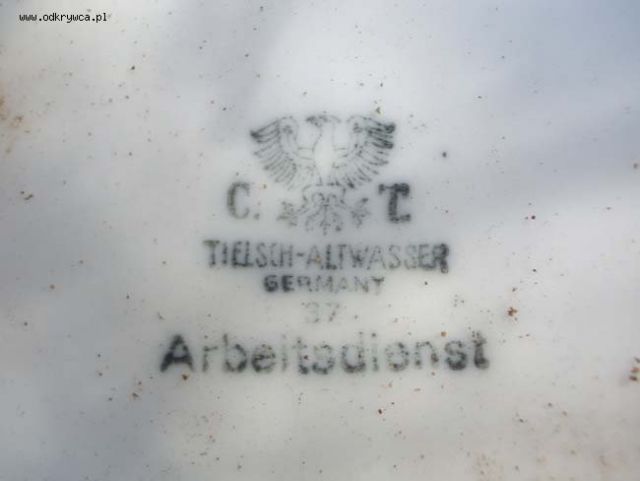 www.odkrywca.pl
C. T.
TIELSCH-ALTWASSER
GERMANY
37
Arbeitsdienst